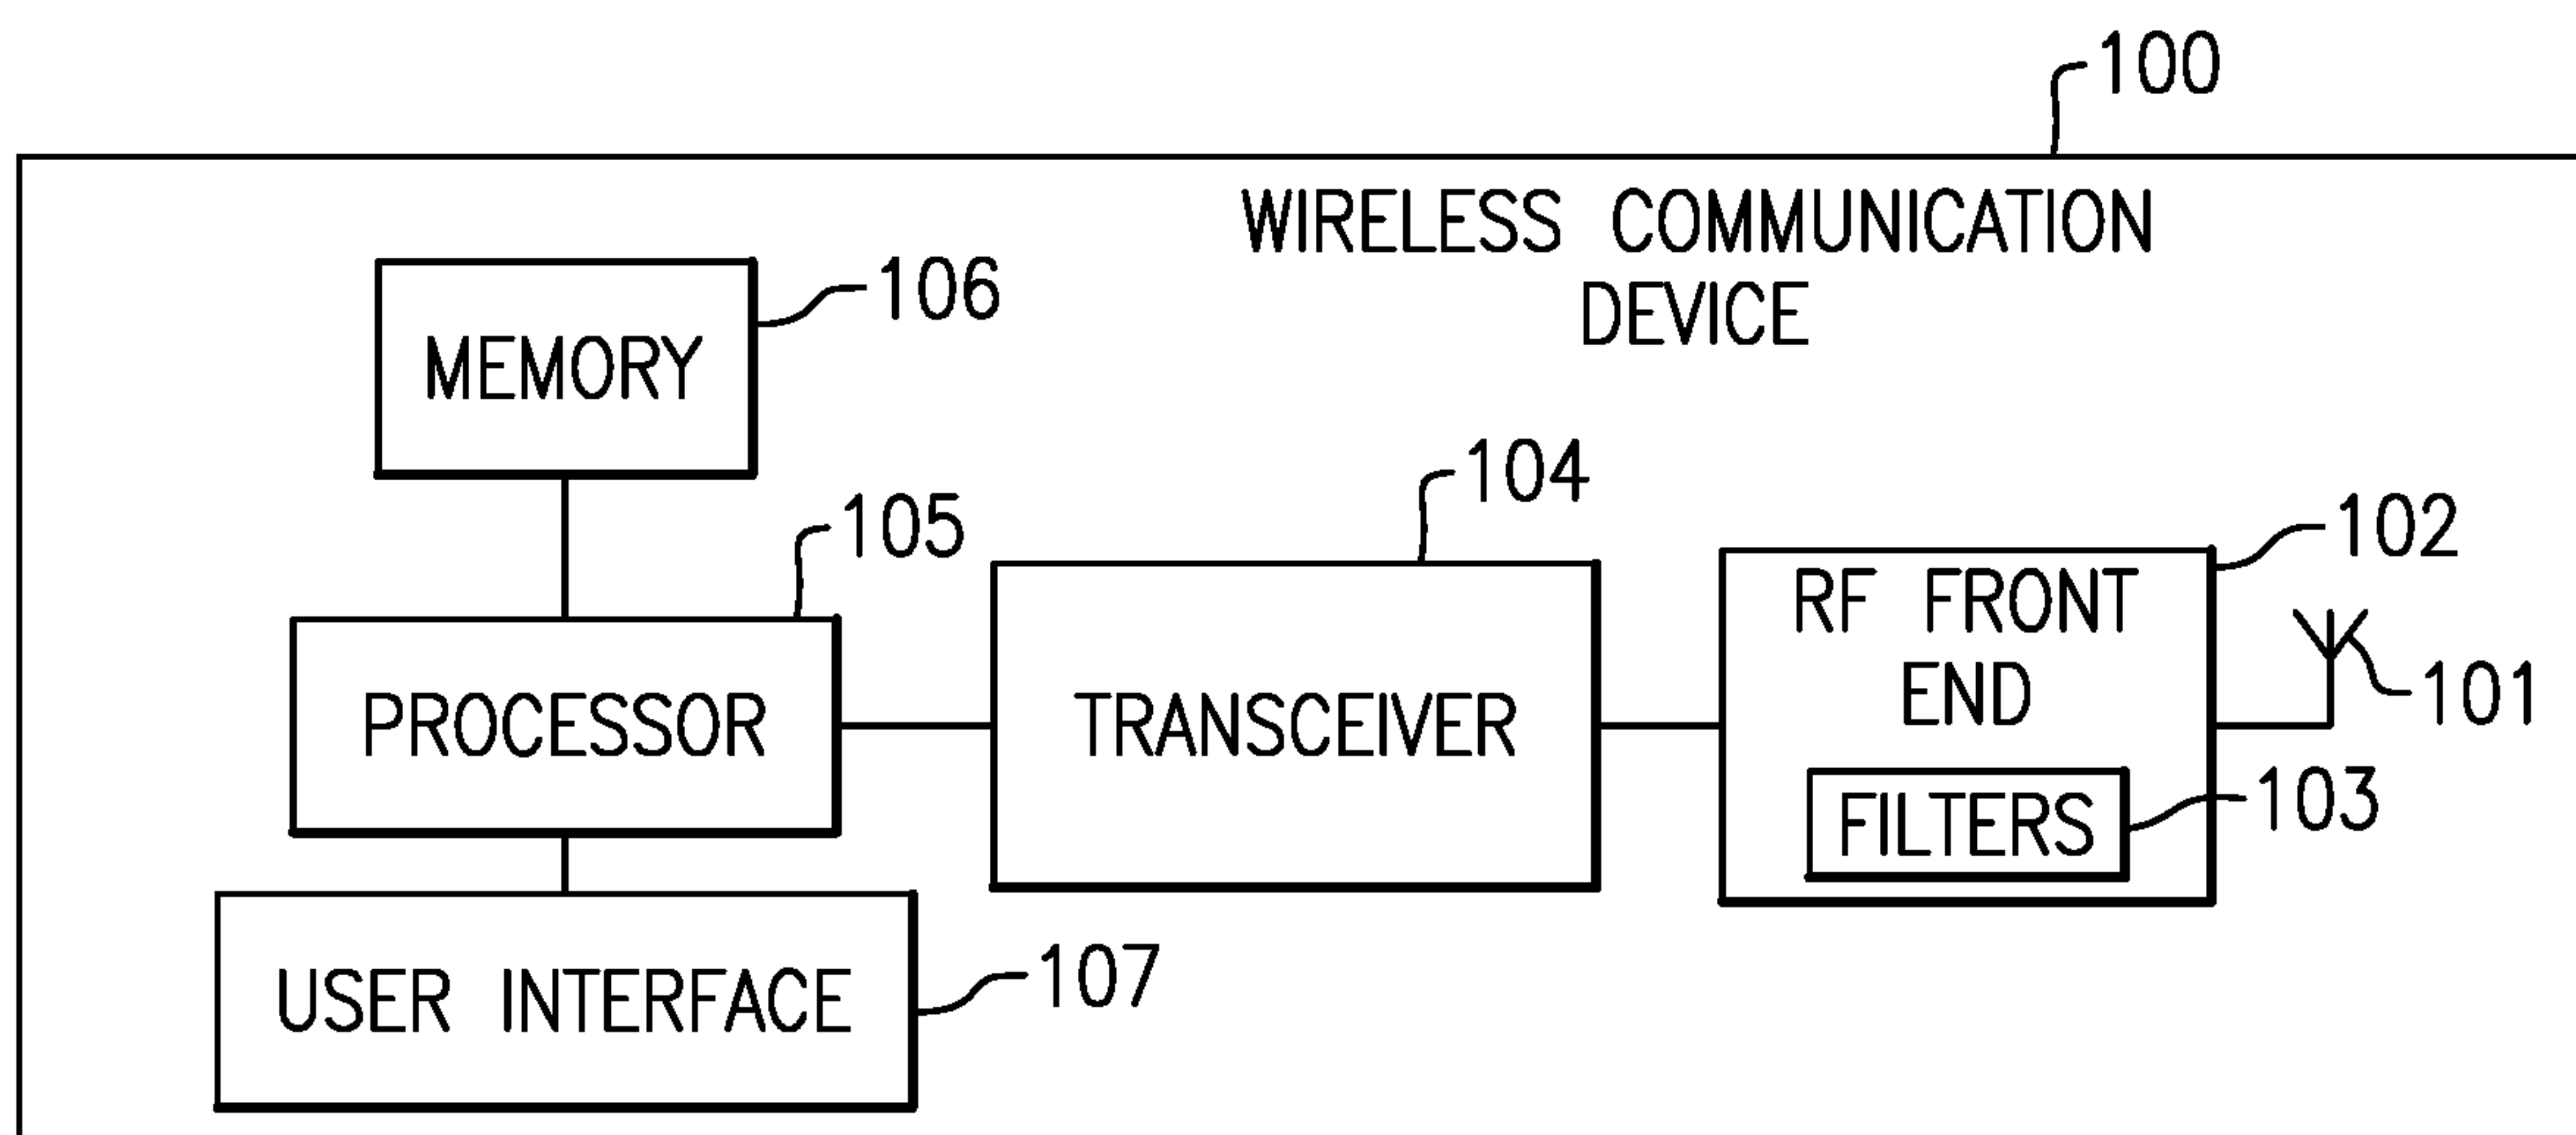 100
WIRELESS COMMUNICATION
DEVICE
106
MEMORY
104
105
102
RF FRONT
END
PROCESSOR
TRANSCEIVER
101
FILTERS
103
USER INTERFACE
107